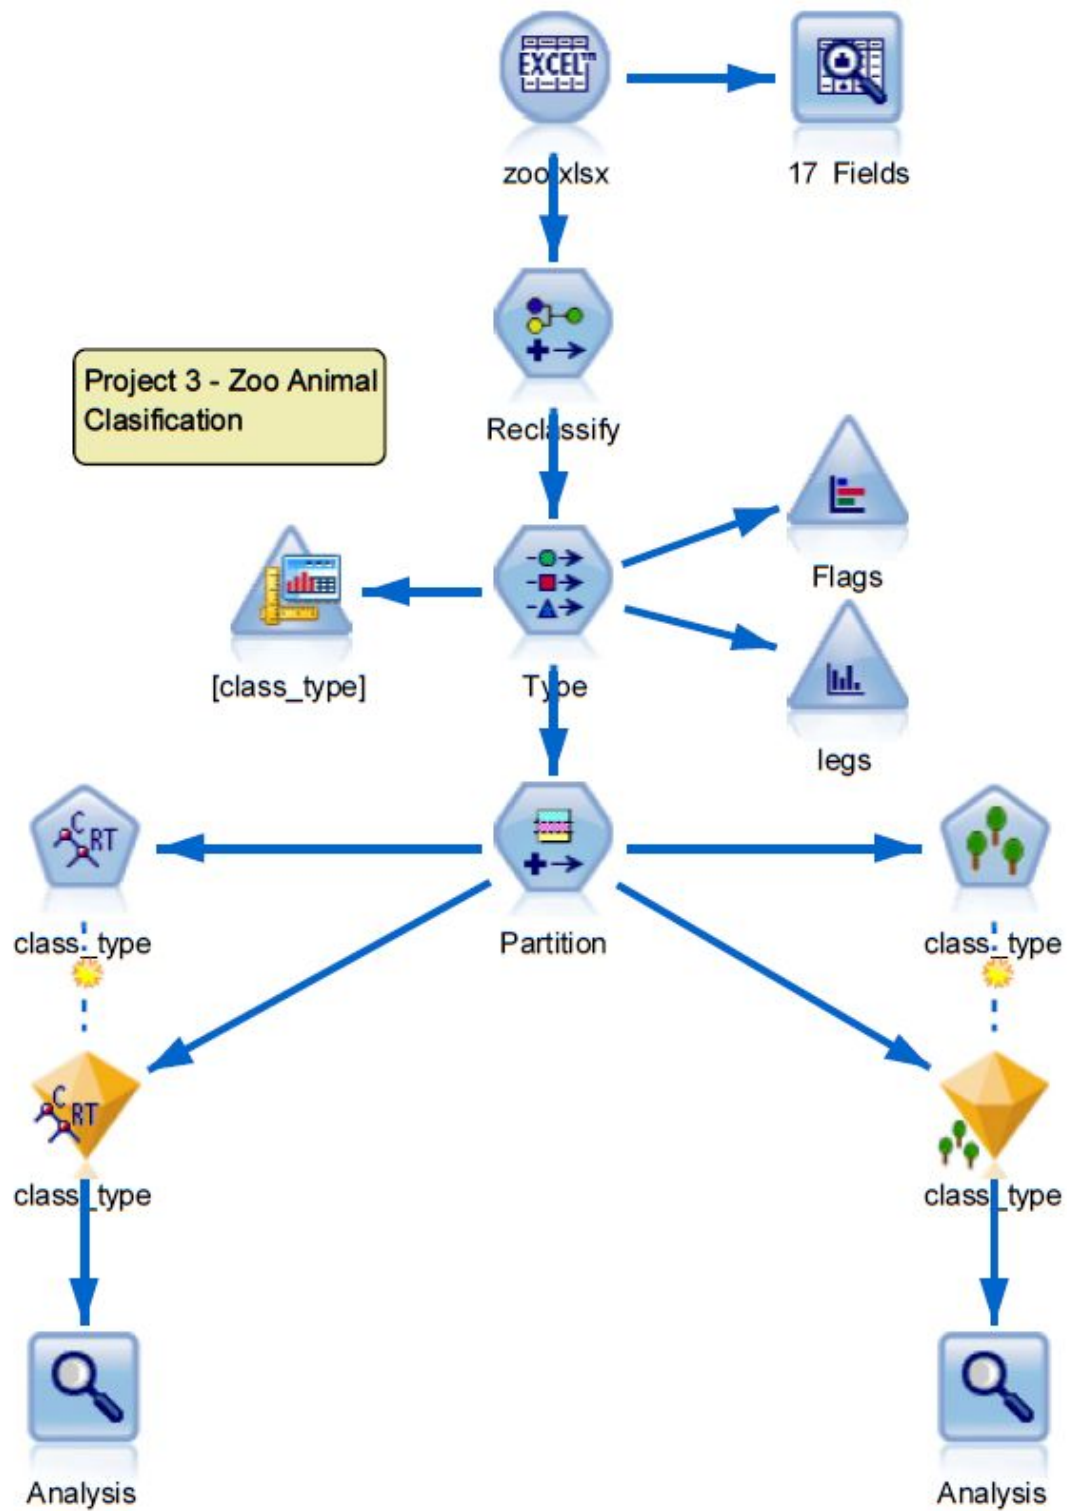 EXCEL™
zoo.xlsx
17 Fields
Reclassify
Project 3 - Zoo Animal
Clasification
Flags
[class_type]
Type
legs
C
RT
class_type
Partition
class_type
C
RT
class_type
class_type
Analysis
Analysis